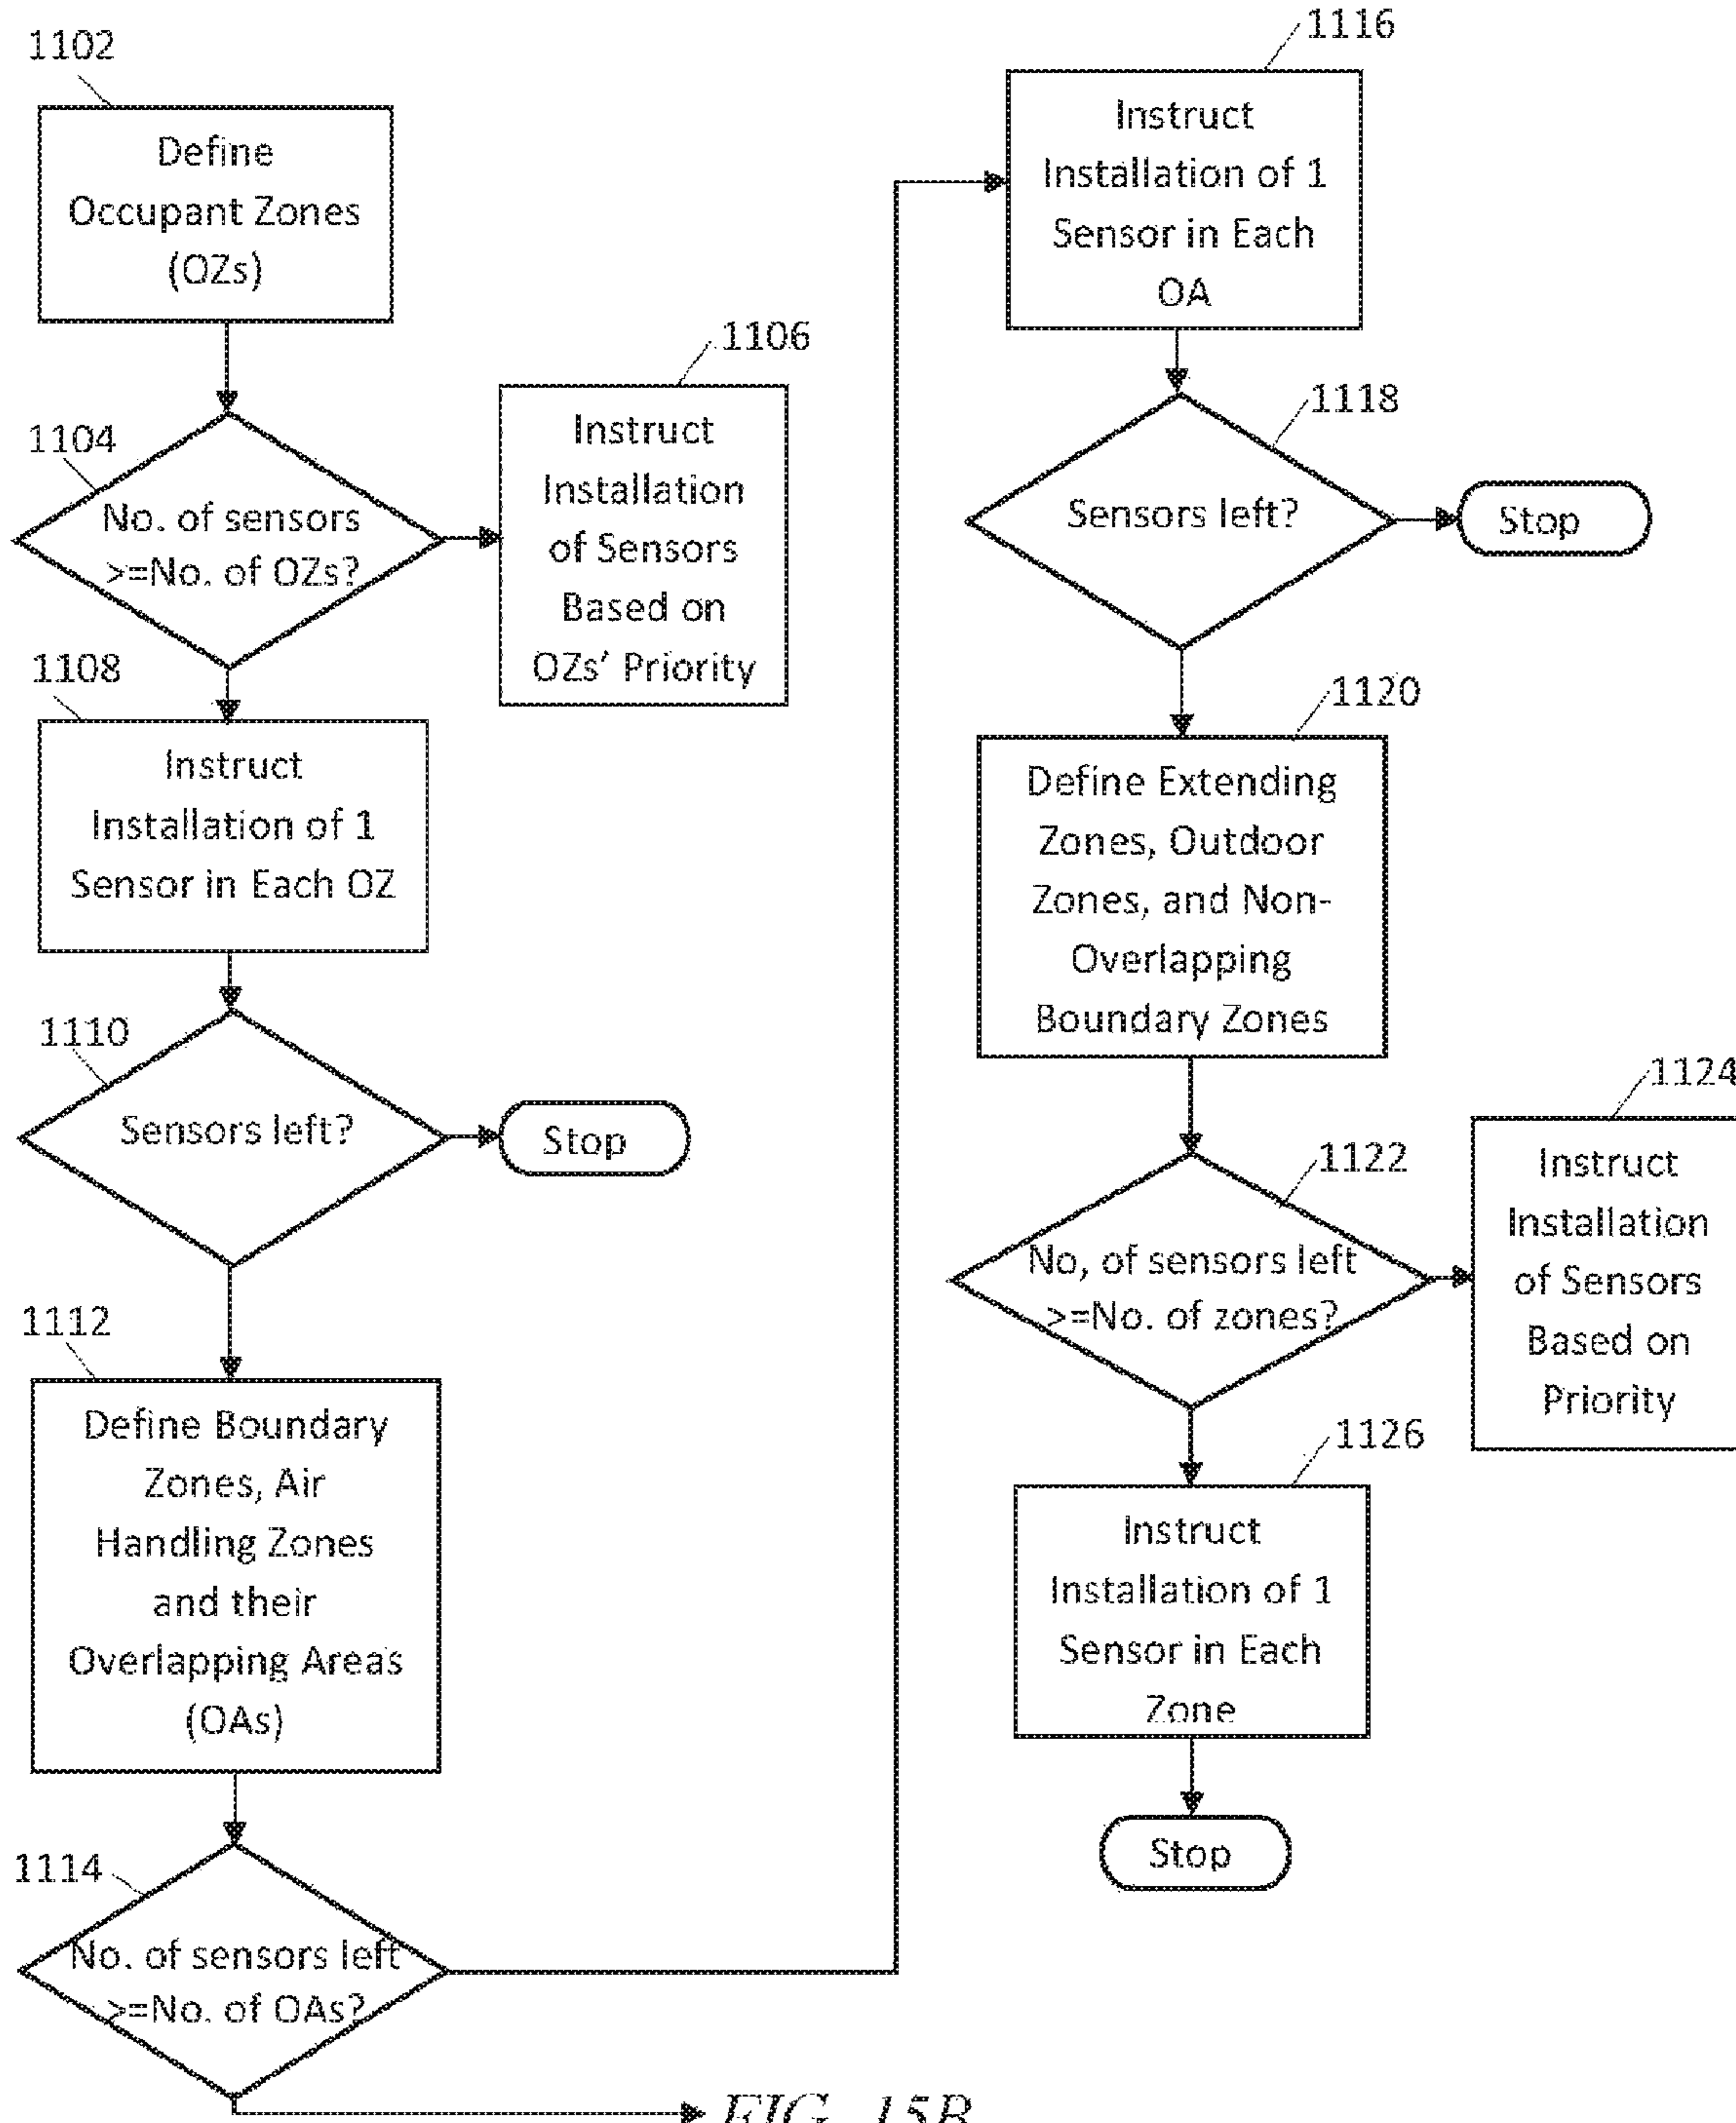 1102
Define
Occupant Zones
(OZs)
1104
No. of sensors
>=No. of OZs?
1106
Instruct
Installation
of Sensors
Based on
OZs' Priority
1108
Instruct
Installation of 1
Sensor in Each OZ
1110
Sensors left?
Stop
1112
Define Boundary
Zones, Air
Handling Zones
and their
Overlapping Areas
(OAs)
1114
No. of sensors left
>=No. of OAs?
FIG. 15B
1116
Instruct
Installation of 1
Sensor in Each
OA
1118
Sensors left?
Stop
1120
Define Extending
Zones, Outdoor
Zones, and Non-
Overlapping
Boundary Zones
1122
No, of sensors left
>=No. of zones?
1124
Instruct
Installation
of Sensors
Based on
Priority
1126
Instruct
Installation of 1
Sensor in Each
Zone
Stop